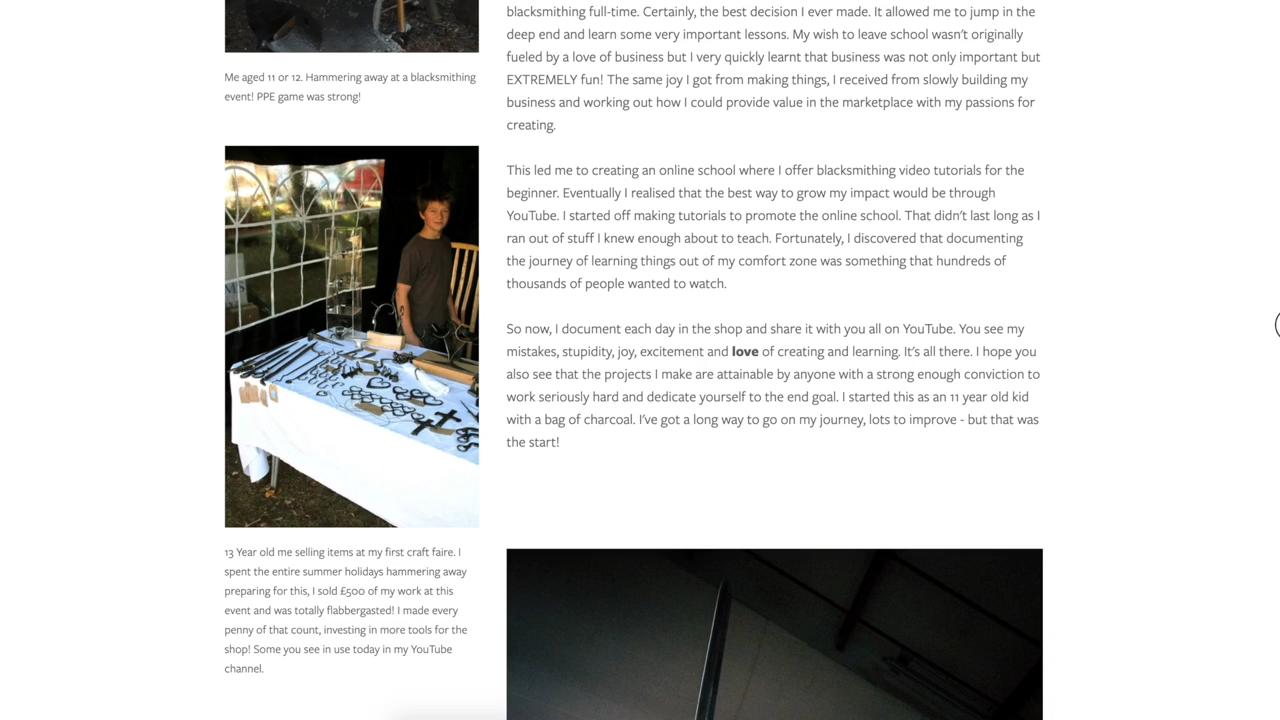 Me aged 11 or 12. Hammering away at a blacksmithing
event! PPE game was strong!
13 Year old me selling items at my first craft faire. I
spent the entire summer holidays hammering away
preparing for this, I sold £500 of my work at this
event and was totally flabbergasted! I made every
penny of that count, investing in more tools for the
shop! Some you see in use today in my YouTube
channel.
blacksmithing full-time. Certainly, the best decision I ever made. It allowed me to jump in the
deep end and learn some very important lessons. My wish to leave school wasn't originally
fueled by a love of business but I very quickly learnt that business was not only important but
EXTREMELY fun! The same joy I got from making things, I received from slowly building my
business and working out how I could provide value in the marketplace with my passions for
creating.
This led me to creating an online school where I offer blacksmithing video tutorials for the
beginner. Eventually I realised that the best way to grow my impact would be through
YouTube. I started off making tutorials to promote the online school. That didn't last long as I
ran out of stuff I knew enough about to teach. Fortunately, I discovered that documenting
the journey of learning things out of my comfort zone was something that hundreds of
thousands of people wanted to watch.
So now, I document each day in the shop and share it with you all on YouTube. You see my
mistakes, stupidity, joy, excitement and love of creating and learning. It's all there. I hope you
also see that the projects I make are attainable by anyone with a strong enough conviction to
work seriously hard and dedicate yourself to the end goal. I started this as an 11 year old kid
with a bag of charcoal. I've got a long way to go on my journey, lots to improve - but that was
the start!